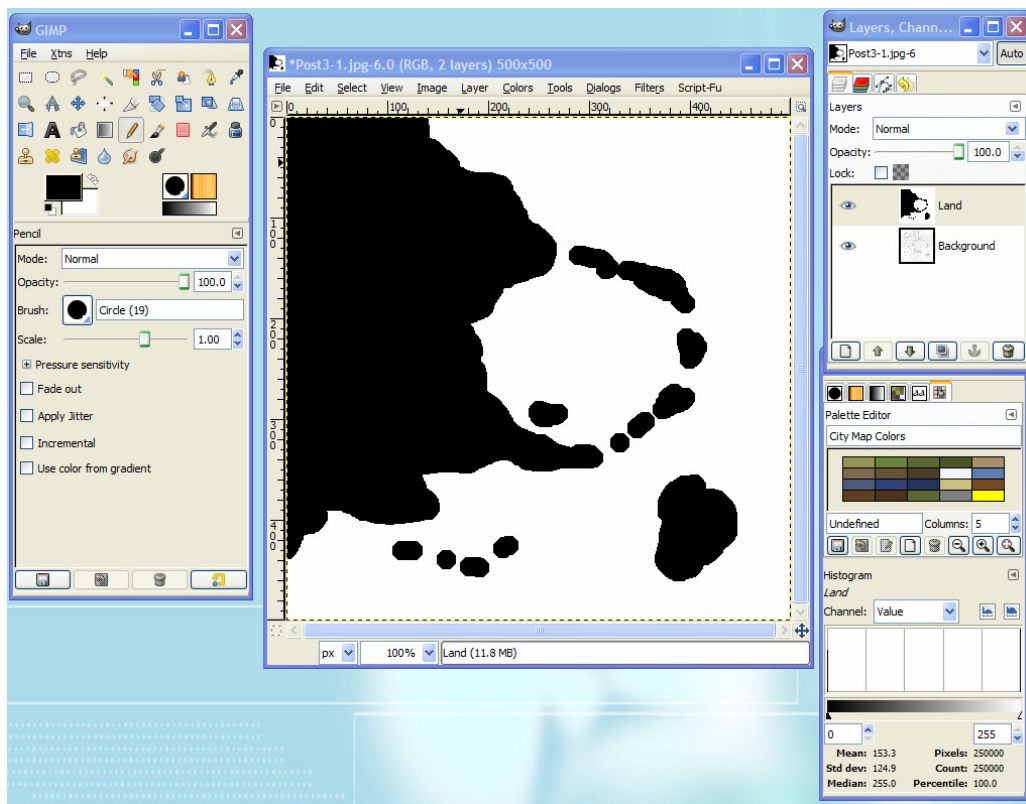 GIMP
File Xtns Help
Pencil
Mode: Normal
Opacity: 100.0
Brush: Circle (19)
Scale: 1.00
Pressure sensitivity
Fade out
Apply Jitter
Incremental
Use color from gradient
*Post3-1.jpg-6.0 (RGB, 2 layers) 500x500
File Edit Select View Image Layer Colors Tools Dialogs Filters Script-Fu
0 100 200 300 400
0
100
200
300
400
px 100% Land (11.8 MB)
Layers, Chann...
Post3-1.jpg-6 Auto
Layers
Mode: Normal
Opacity: 100.0
Lock:
Land
Background
Palette Editor
City Map Colors
Undefined Columns: 5
Histogram
Land
Channel: Value
0 255
Mean: 153.3 Pixels: 250000
Std dev: 124.9 Count: 250000
Median: 255.0 Percentile: 100.0